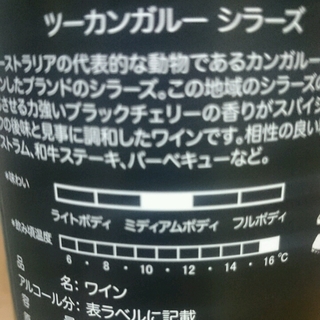 ツーカンガルー シラーズ
ーストラリアの代表的な動物であるカンガルー
ンしたブランドのシラーズ。この地域のシラーズの
させる力強いブラックチェリーの香りがスパイシ
の後味と見事に調和したワインです。相性の良い
ストラム、和牛ステーキ、バーベキューなど。
*味わい
ライトボディ ミディアムボディ フルボディ
*飲み頃温度
6・8・10・12・14・16℃
品 名：ワイン
アルコール分：表ラベルに記載